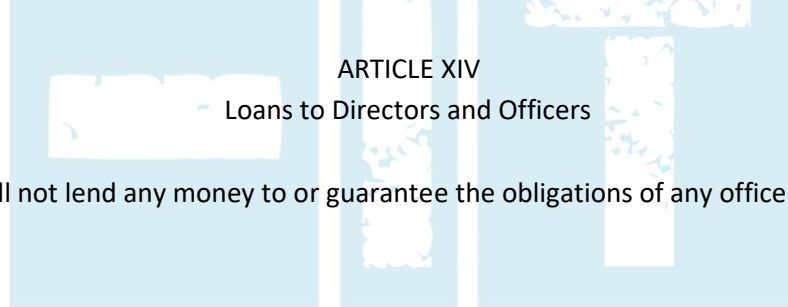 ARTICLE XIV
Loans to Directors and Officers
ll not lend any money to or guarantee the obligations of any office